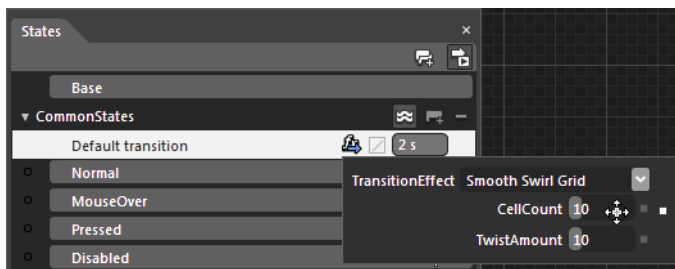 States
Base
CommonStates
Default transition 2 s
Normal
TransitionEffect Smooth Swirl Grid
MouseOver
CellCount 10
Pressed
TwistAmount 10
Disabled